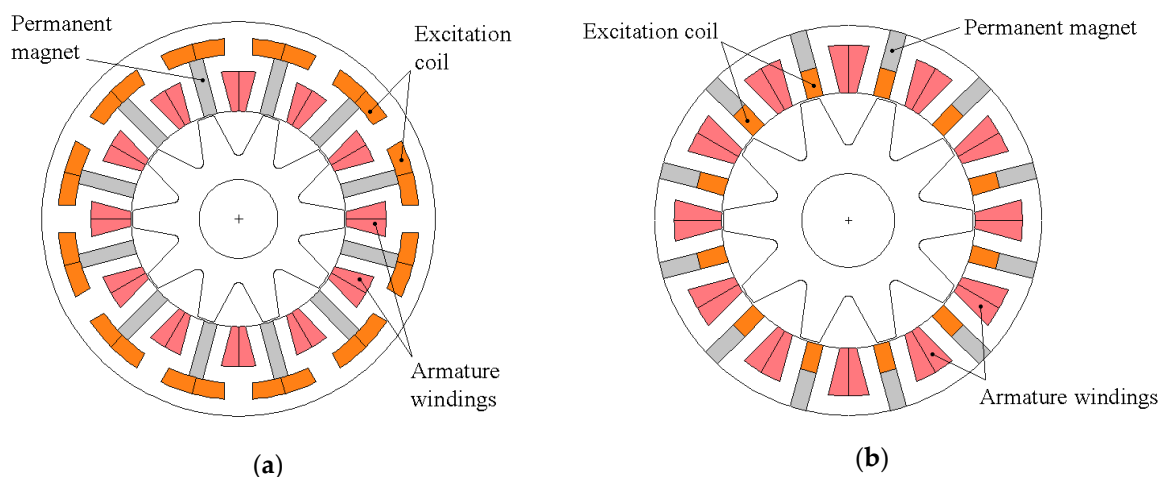 Permanent
magnet
Excitation
coil
Armature
windings
(a)
Excitation coil
Permanent magnet
Armature windings
(b)